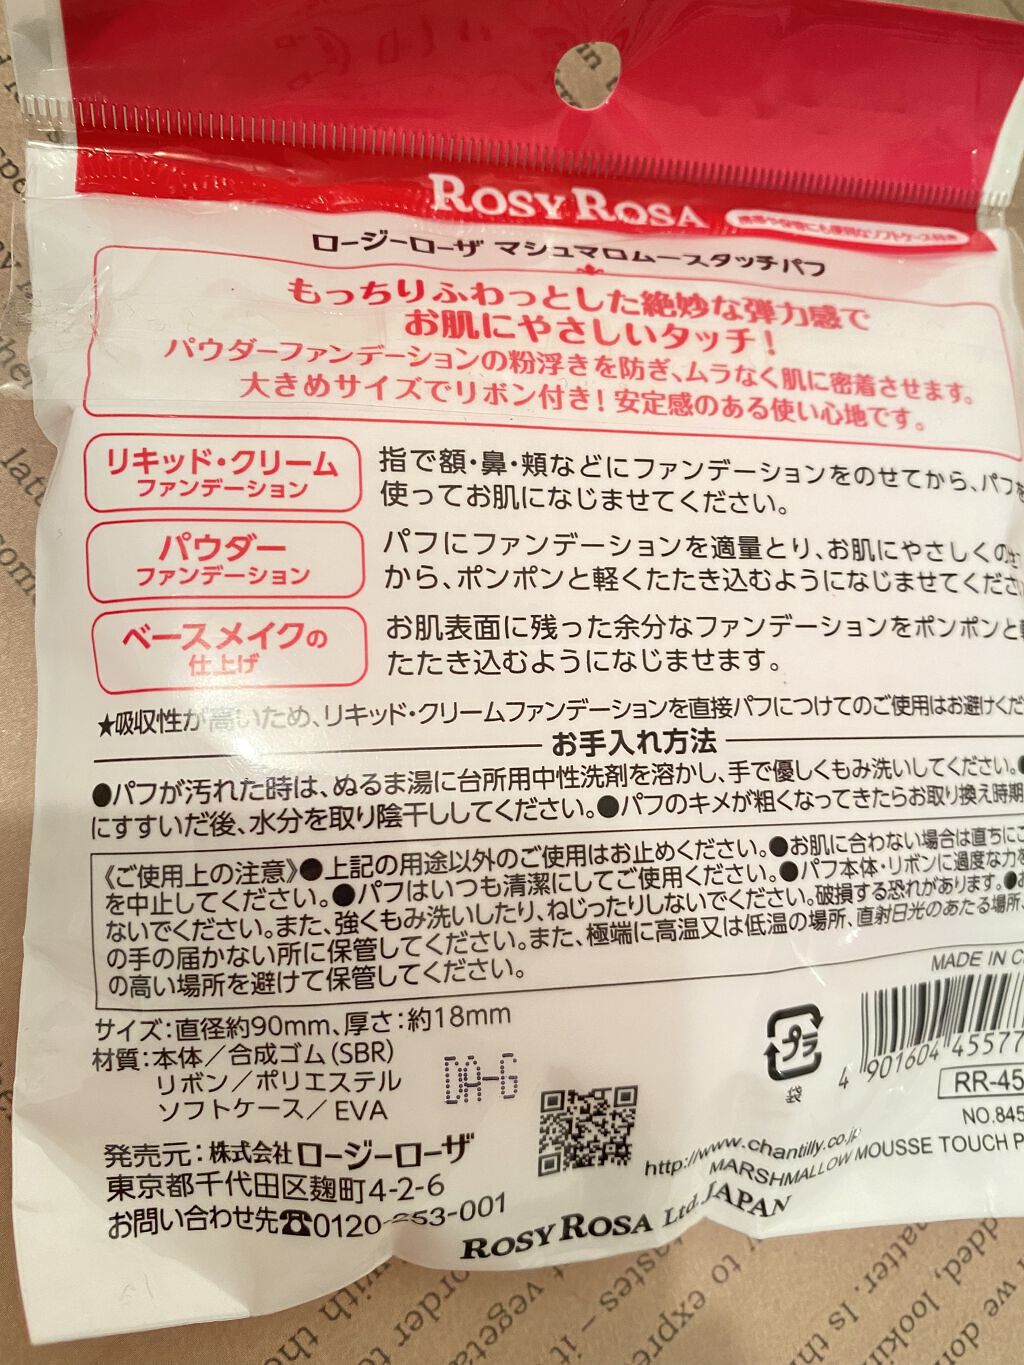 ROSY ROSA
携帯や保管にも便利なソフトケース付き
ロージーローザ マシュマロムースタッチパフ
もっちりふわっとした絶妙な弾力感で
お肌にやさしいタッチ!
パウダーファンデーションの粉浮きを防ぎ、ムラなく肌に密着させます。
大きめサイズでリボン付き!安定感のある使い心地です。
リキッド・クリーム
ファンデーション
指で額・鼻・頬などにファンデーションをのせてから、パフを
使ってお肌になじませてください。
パウダー
ファンデーション
パフにファンデーションを適量とり、お肌にやさしくのせ
から、ポンポンと軽くたたき込むようになじませてくださ
ベースメイクの
仕上げ
お肌表面に残った余分なファンデーションをポンポンと
たたき込むようになじませます。
★吸収性が高いため、リキッド・クリームファンデーションを直接パフにつけてのご使用はお避けくだ
お手入れ方法
●パフが汚れた時は、ぬるま湯に台所用中性洗剤を溶かし、手で優しくもみ洗いしてください。●
にすすいだ後、水分を取り陰干ししてください。●パフのキメが粗くなってきたらお取り換え時期
《ご使用上の注意》●上記の用途以外のご使用はお止めください。●お肌に合わない場合は直ちにご
を中止してください。●パフはいつも清潔にしてご使用ください。●パフ本体・リボンに過度な力を
ないでください。また、強くもみ洗いしたり、ねじったりしないでください。破損する恐れがあります。●お
の手の届かない所に保管してください。また、極端に高温又は低温の場所、直射日光のあたる場所、
の高い場所を避けて保管してください。
MADE IN C
サイズ:直径約90mm、厚さ:約18mm
材質:本体/合成ゴム(SBR)
リボン/ポリエステル
ソフトケース/EVA
DA-G
プラ
袋
4 901604 45577
RR-45
NO.845
http://www.chantilly.co.jp
MARSHMALLOW MOUSSE TOUCH P
発売元:株式会社ロージーローザ
東京都千代田区麹町4-2-6
お問い合わせ先☎0120-253-001
ROSY ROSA Ltd.JAPAN